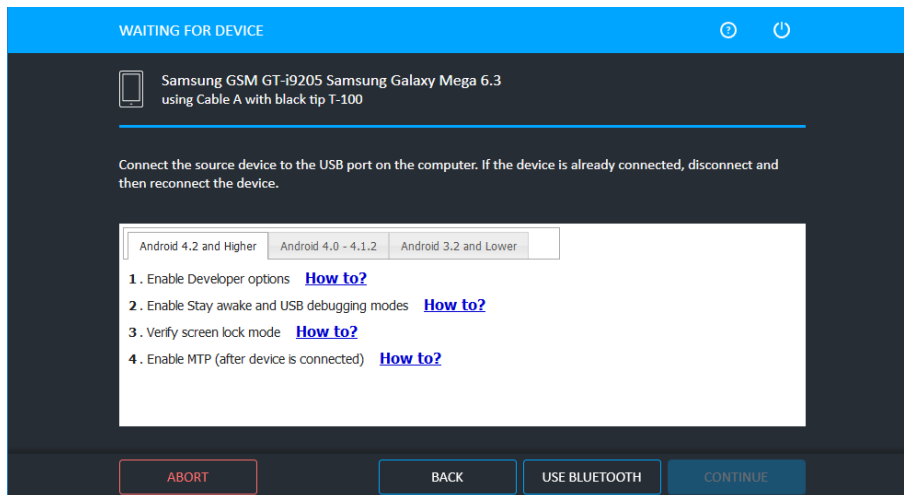 WAITING FOR DEVICE
Samsung GSM GT-i9205 Samsung Galaxy Mega 6.3
using Cable A with black tip T-100
Connect the source device to the USB port on the computer. If the device is already connected, disconnect and
then reconnect the device.
Android 4.2 and Higher Android 4.0 - 4.1.2 Android 3.2 and Lower
1 . Enable Developer options How to?
2 . Enable Stay awake and USB debugging modes How to?
3 . Verify screen lock mode How to?
4 . Enable MTP (after device is connected) How to?
ABORT BACK USE BLUETOOTH CONTINUE